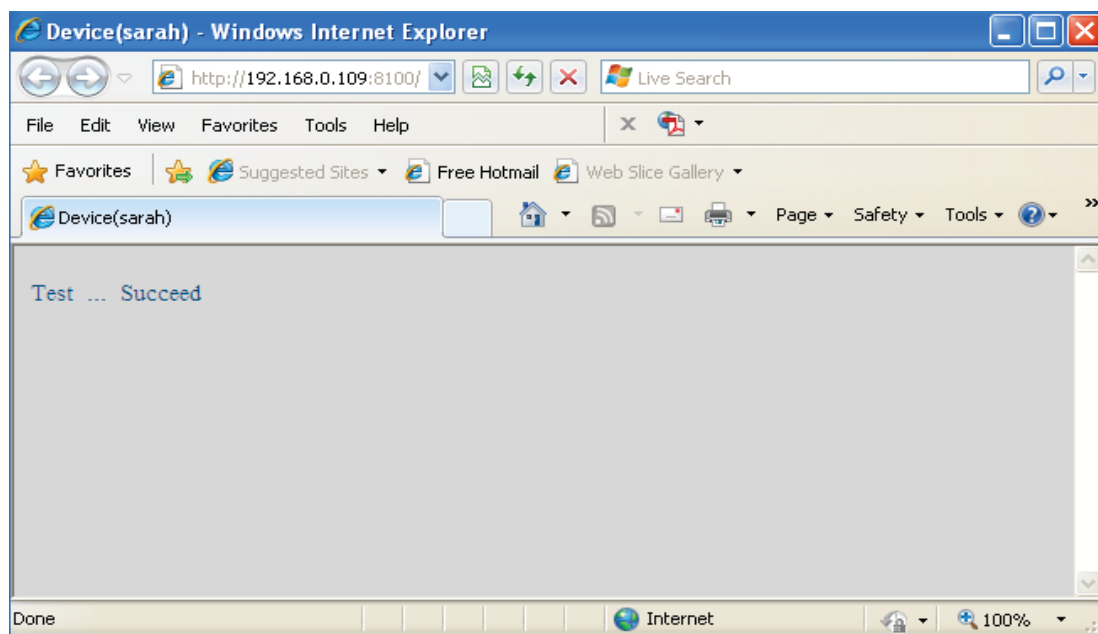 Device(sarah) - Windows Internet Explorer
http://192.168.0.109:8100/ Live Search
File Edit View Favorites Tools Help
Favorites Suggested Sites Free Hotmail Web Slice Gallery
Device(sarah) Page Safety Tools
Test ... Succeed
Done Internet 100%